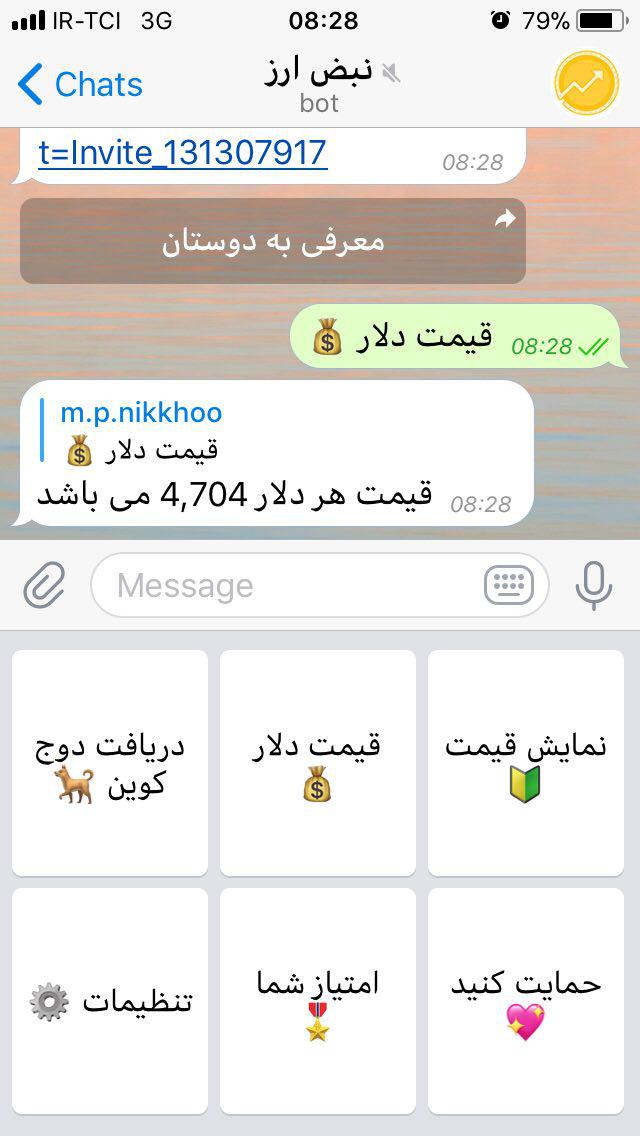 IR-TCI 3G 08:28 79%
Chats نبض ارز
bot
t=Invite_131307917 08:28
معرفی به دوستان
قیمت دلار 💰 08:28
m.p.nikkhoo
قیمت دلار 💰
قیمت هر دلار 4,704 می باشد 08:28
Message
نمایش قیمت 🔰
قیمت دلار 💰
دریافت دوج
کوین 🐕
حمایت کنید 💖
امتیاز شما 🎖
تنظیمات ⚙️